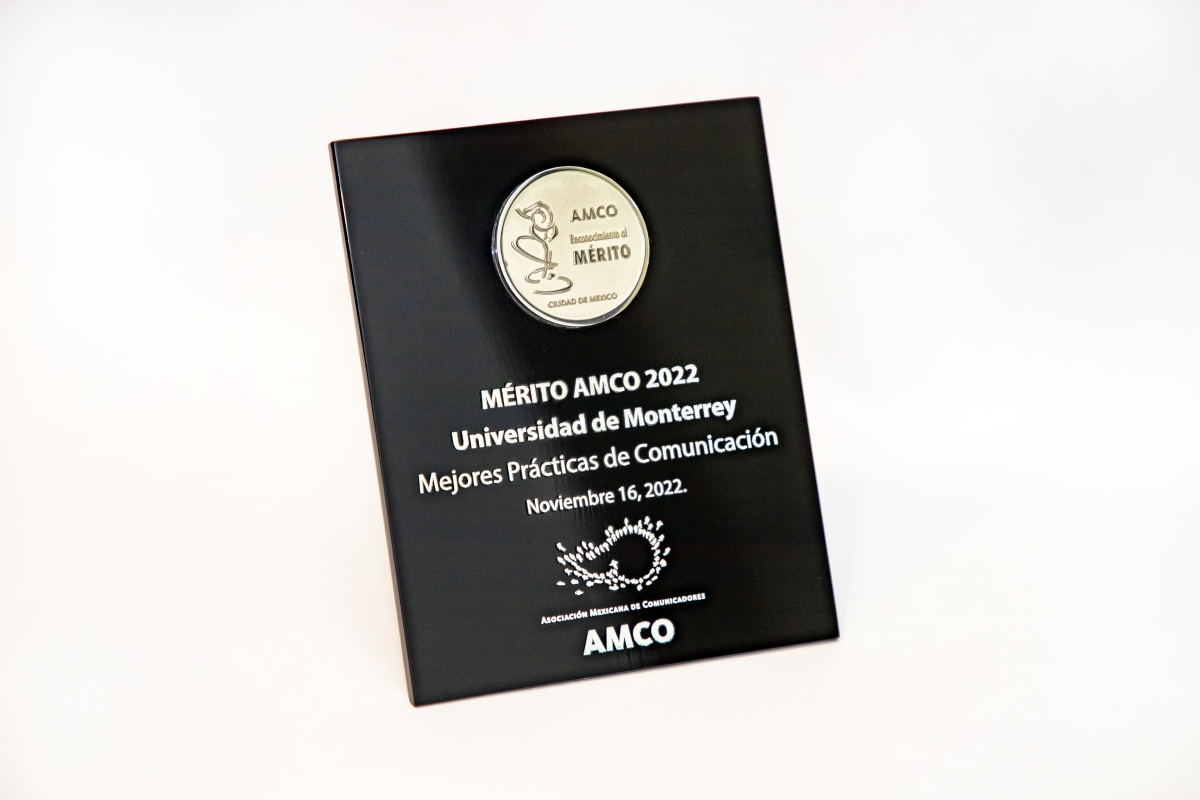 AMCO
Reconocimiento al
MÉRITO
CIUDAD DE MÉXICO
MÉRITO AMCO 2022
Universidad de Monterrey
Mejores Prácticas de Comunicación
Noviembre 16, 2022.
ASOCIACIÓN MEXICANA DE COMUNICADORES
AMCO